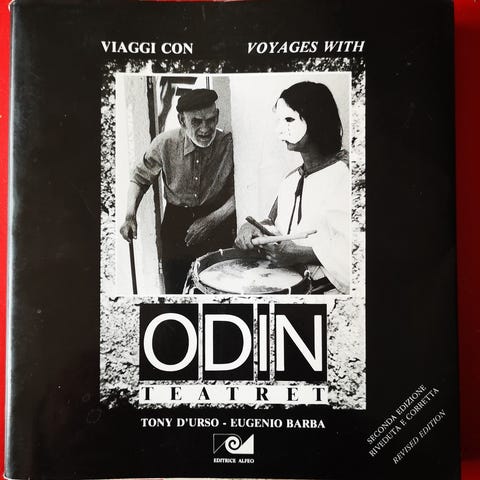 VIAGGI CON VOYAGES WITH
ODIN
TEATRET
TONY D'URSO - EUGENIO BARBA
EDITRICE ALFEO
SECONDA EDIZIONE
RIVEDUTA E CORRETTA
REVISED EDITION